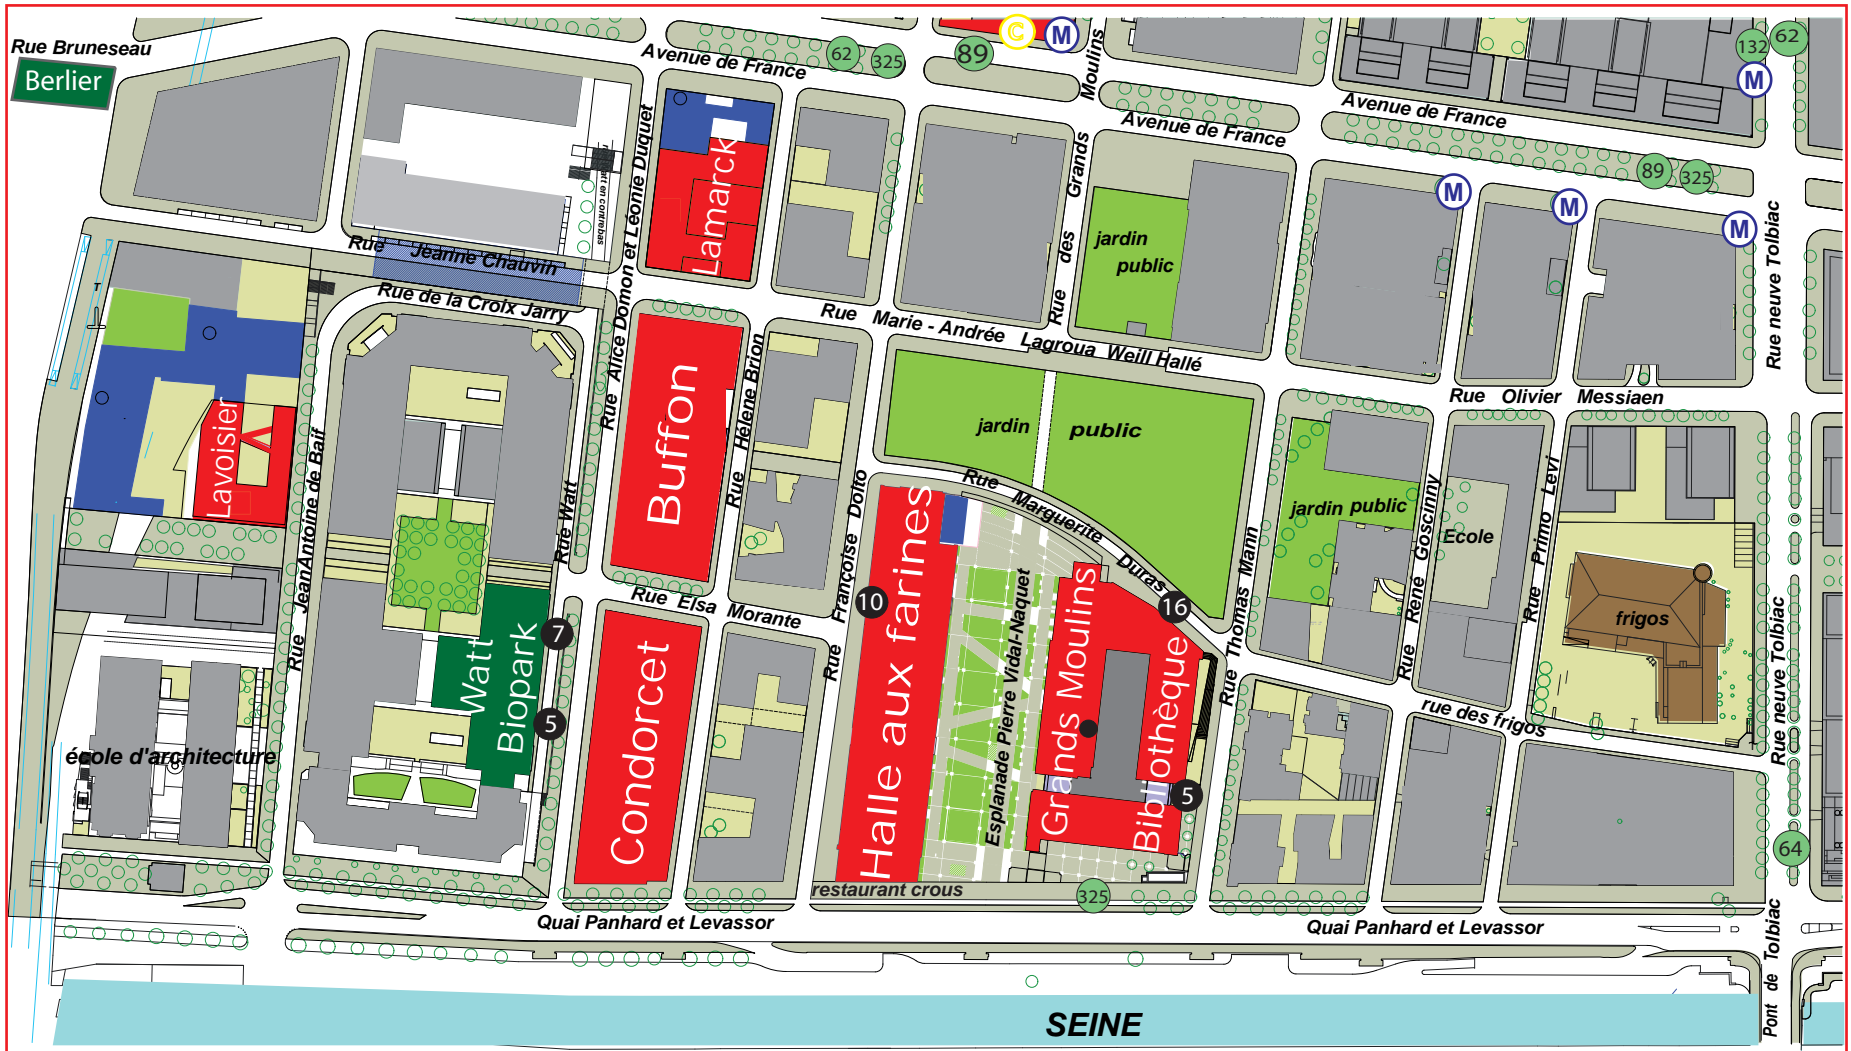 Rue Bruneseau
Berlier
Avenue de France
62
325
89
C
M
Moulins
132
62
M
Avenue de France
Avenue de France
89
325
M
M
M
Rue neuve Tolbiac
Rue Alice Domon et Léonie Duquet
Lamarck
Rue des Grands
jardin
public
Rue Jeanne Chauvin
Rue de la Croix Jarry
Rue Marie - Andrée Lagroua Weill Hallé
Rue Olivier Messiaen
Lavoisier
Rue JeanAntoine de Baif
Rue Watt
Buffon
Rue Hélene Brion
Rue Françoise Dolto
jardin public
Rue Marguerite Duras
Rue Thomas Mann
jardin public
Rue René Goscinny
Ecole
Rue Primo Levi
frigos
Rue neuve Tolbiac
Rue Elsa Morante
7
Watt
Biopark
5
Condorcet
10
Halle aux farines
Esplanade Pierre Vidal-Naquet
Grands Moulins
16
Bibliothèque
5
rue des frigos
école d'architecture
64
restaurant crous
325
Quai Panhard et Levassor
Quai Panhard et Levassor
Pont de Tolbiac
SEINE